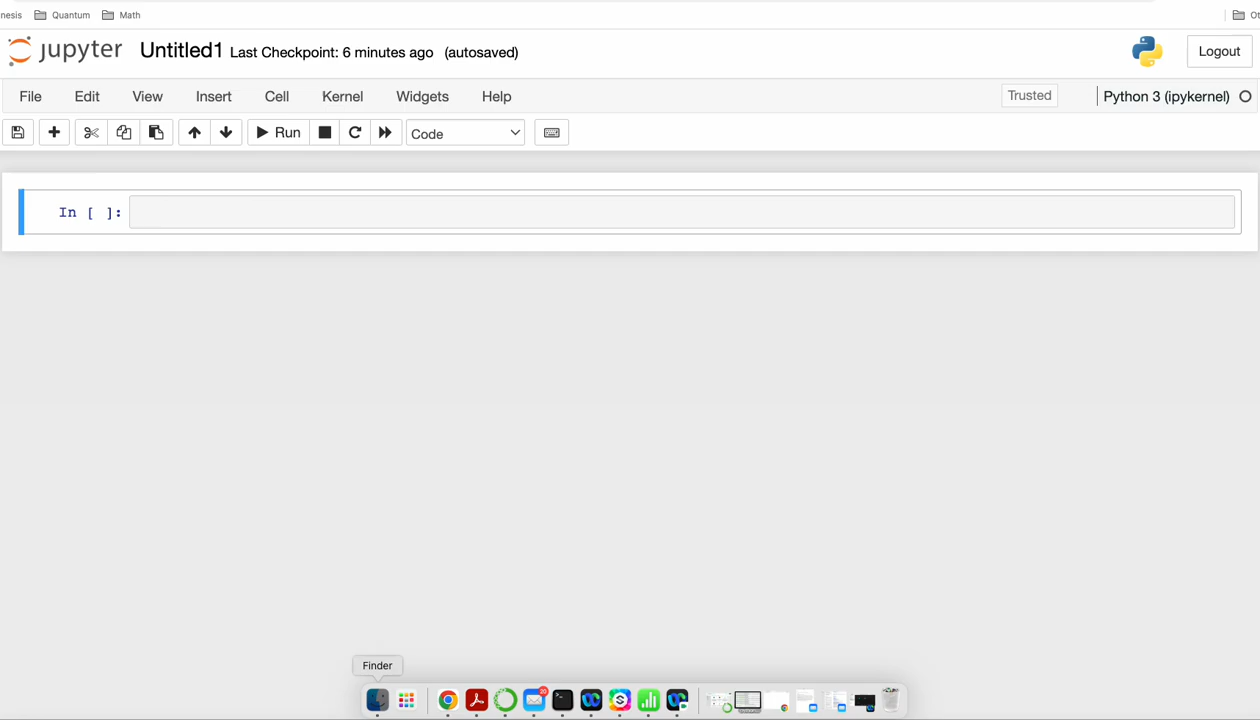 nesis Quantum Math Ot
jupyter Untitled1 Last Checkpoint: 6 minutes ago (autosaved) Logout
File Edit View Insert Cell Kernel Widgets Help Trusted Python 3 (ipykernel)
Run Code
In [ ]:
Finder
20